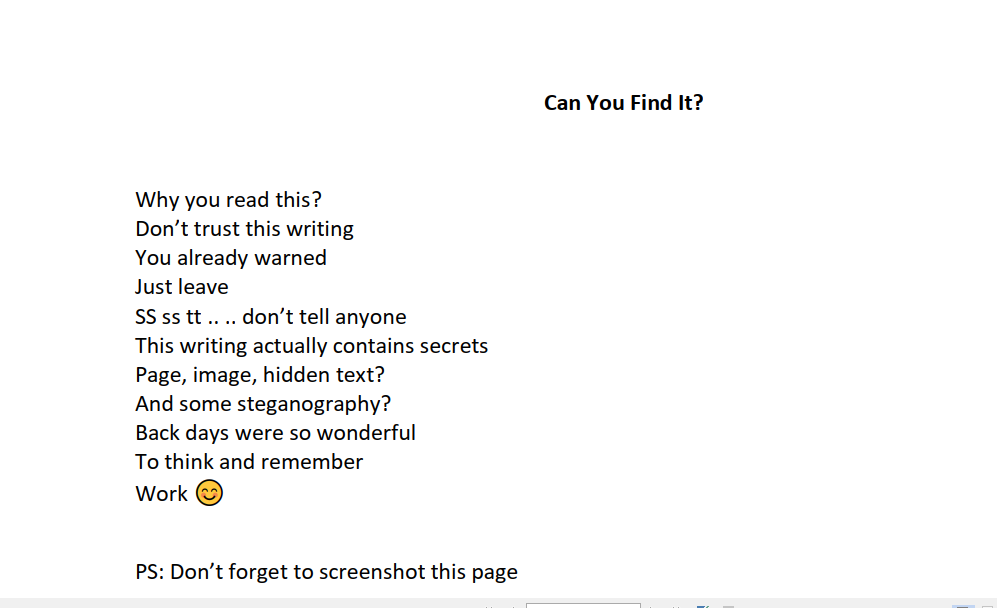 Can You Find It?
Why you read this?
Don’t trust this writing
You already warned
Just leave
SS ss tt .. .. don’t tell anyone
This writing actually contains secrets
Page, image, hidden text?
And some steganography?
Back days were so wonderful
To think and remember
Work 😊
PS: Don’t forget to screenshot this page